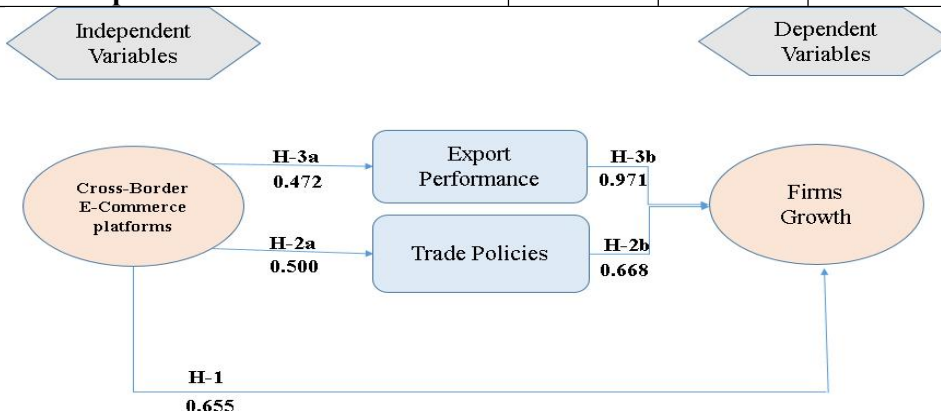 Independent
Variables
Dependent
Variables
H-3a
0.472
Export
Performance
H-3b
0.971
Cross-Border
E-Commerce
platforms
Firms
Growth
H-2a
0.500
Trade Policies
H-2b
0.668
H-1
0.655